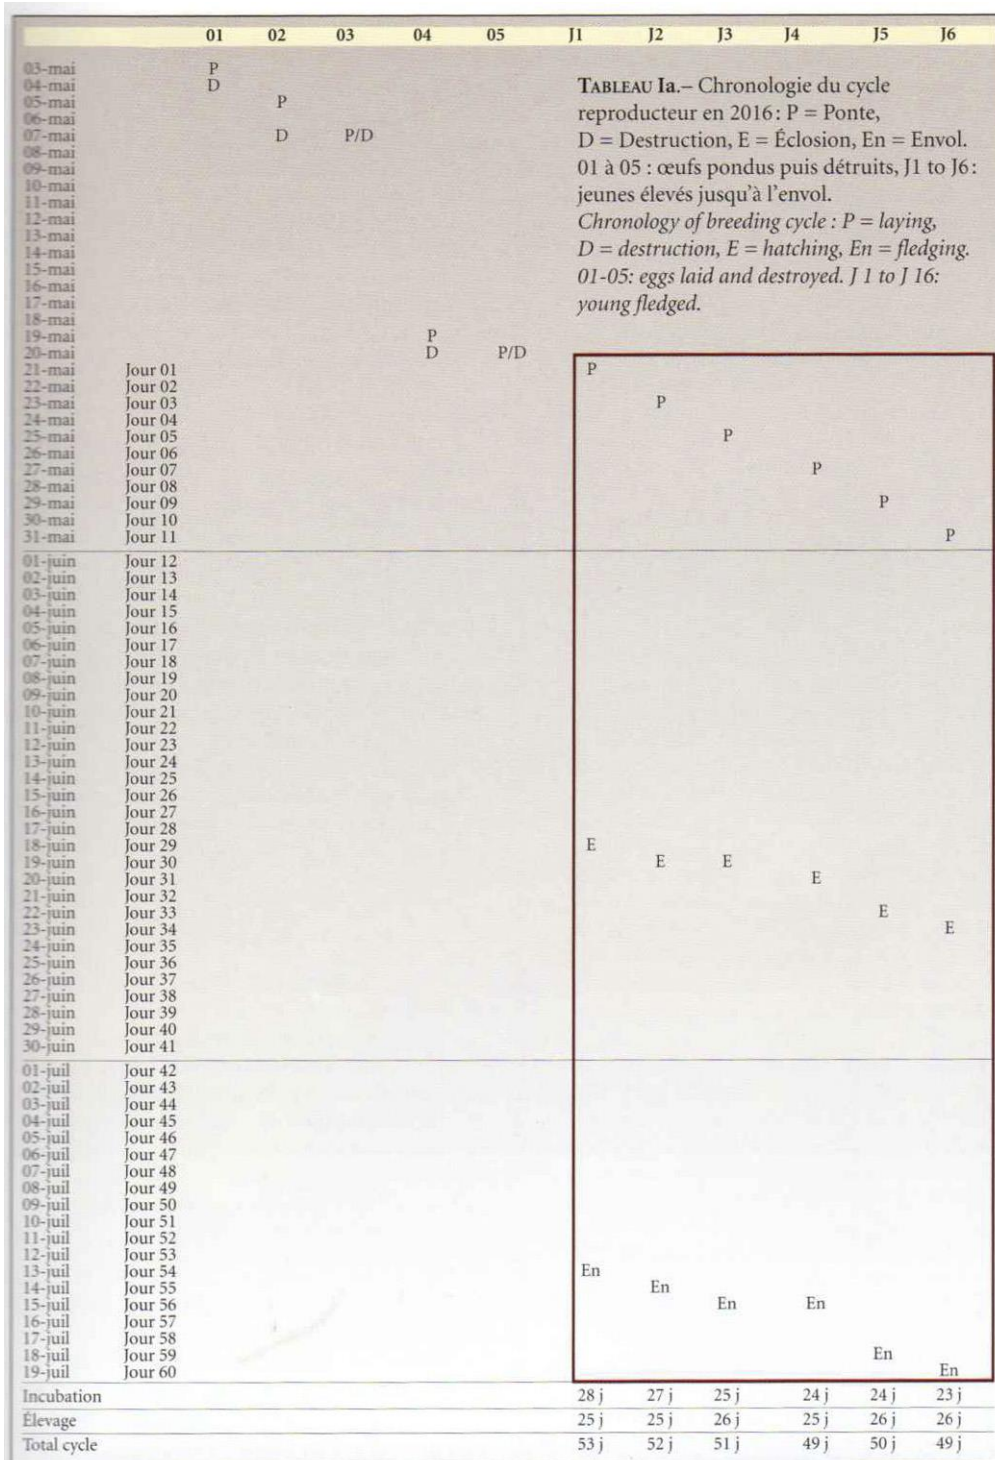 01 02 03 04 05 J1 J2 J3 J4 J5 J6
03-mai P
04-mai D
05-mai P
06-mai
07-mai D P/D
08-mai
09-mai
10-mai
11-mai
12-mai
13-mai
14-mai
15-mai
16-mai
17-mai
18-mai
19-mai P
20-mai D P/D
TABLEAU Ia.– Chronologie du cycle
reproducteur en 2016 : P = Ponte,
D = Destruction, E = Éclosion, En = Envol.
01 à 05 : œufs pondus puis détruits, J1 to J6 :
jeunes élevés jusqu'à l'envol.
Chronology of breeding cycle : P = laying,
D = destruction, E = hatching, En = fledging.
01-05: eggs laid and destroyed. J 1 to J 16:
young fledged.
21-mai Jour 01 P
22-mai Jour 02
23-mai Jour 03 P
24-mai Jour 04
25-mai Jour 05 P
26-mai Jour 06
27-mai Jour 07 P
28-mai Jour 08
29-mai Jour 09 P
30-mai Jour 10
31-mai Jour 11 P
01-juin Jour 12
02-juin Jour 13
03-juin Jour 14
04-juin Jour 15
05-juin Jour 16
06-juin Jour 17
07-juin Jour 18
08-juin Jour 19
09-juin Jour 20
10-juin Jour 21
11-juin Jour 22
12-juin Jour 23
13-juin Jour 24
14-juin Jour 25
15-juin Jour 26
16-juin Jour 27
17-juin Jour 28
18-juin Jour 29 E
19-juin Jour 30 E E
20-juin Jour 31 E
21-juin Jour 32
22-juin Jour 33 E
23-juin Jour 34 E
24-juin Jour 35
25-juin Jour 36
26-juin Jour 37
27-juin Jour 38
28-juin Jour 39
29-juin Jour 40
30-juin Jour 41
01-juil Jour 42
02-juil Jour 43
03-juil Jour 44
04-juil Jour 45
05-juil Jour 46
06-juil Jour 47
07-juil Jour 48
08-juil Jour 49
09-juil Jour 50
10-juil Jour 51
11-juil Jour 52
12-juil Jour 53
13-juil Jour 54 En
14-juil Jour 55 En
15-juil Jour 56 En En
16-juil Jour 57
17-juil Jour 58
18-juil Jour 59 En
19-juil Jour 60 En
Incubation 28 j 27 j 25 j 24 j 24 j 23 j
Élevage 25 j 25 j 26 j 25 j 26 j 26 j
Total cycle 53 j 52 j 51 j 49 j 50 j 49 j